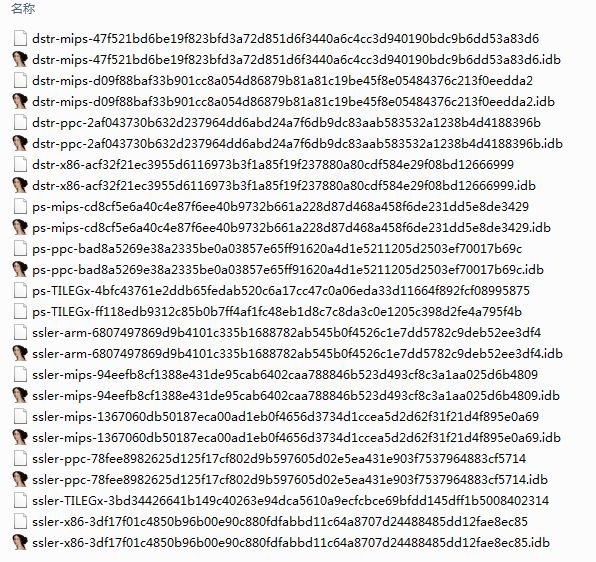 名称
dstr-mips-47f521bd6be19f823bfd3a72d851d6f3440a6c4cc3d940190bdc9b6dd53a83d6
dstr-mips-47f521bd6be19f823bfd3a72d851d6f3440a6c4cc3d940190bdc9b6dd53a83d6.idb
dstr-mips-d09f88baf33b901cc8a054d86879b81a81c19be45f8e05484376c213f0eedda2
dstr-mips-d09f88baf33b901cc8a054d86879b81a81c19be45f8e05484376c213f0eedda2.idb
dstr-ppc-2af043730b632d237964dd6abd24a7f6db9dc83aab583532a1238b4d4188396b
dstr-ppc-2af043730b632d237964dd6abd24a7f6db9dc83aab583532a1238b4d4188396b.idb
dstr-x86-acf32f21ec3955d6116973b3f1a85f19f237880a80cdf584e29f08bd12666999
dstr-x86-acf32f21ec3955d6116973b3f1a85f19f237880a80cdf584e29f08bd12666999.idb
ps-mips-cd8cf5e6a40c4e87f6ee40b9732b661a228d87d468a458f6de231dd5e8de3429
ps-mips-cd8cf5e6a40c4e87f6ee40b9732b661a228d87d468a458f6de231dd5e8de3429.idb
ps-ppc-bad8a5269e38a2335be0a03857e65ff91620a4d1e5211205d2503ef70017b69c
ps-ppc-bad8a5269e38a2335be0a03857e65ff91620a4d1e5211205d2503ef70017b69c.idb
ps-TILEGx-4bfc43761e2ddb65fedab520c6a17cc47c0a06eda33d11664f892fcf08995875
ps-TILEGx-ff118edb9312c85b0b7ff4af1fc48eb1d8c7c8da3c0e1205c398d2fe4a795f4b
ssler-arm-6807497869d9b4101c335b1688782ab545b0f4526c1e7dd5782c9deb52ee3df4
ssler-arm-6807497869d9b4101c335b1688782ab545b0f4526c1e7dd5782c9deb52ee3df4.idb
ssler-mips-94eefb8cf1388e431de95cab6402caa788846b523d493cf8c3a1aa025d6b4809
ssler-mips-94eefb8cf1388e431de95cab6402caa788846b523d493cf8c3a1aa025d6b4809.idb
ssler-mips-1367060db50187eca00ad1eb0f4656d3734d1ccea5d2d62f31f21d4f895e0a69
ssler-mips-1367060db50187eca00ad1eb0f4656d3734d1ccea5d2d62f31f21d4f895e0a69.idb
ssler-ppc-78fee8982625d125f17cf802d9b597605d02e5ea431e903f7537964883cf5714
ssler-ppc-78fee8982625d125f17cf802d9b597605d02e5ea431e903f7537964883cf5714.idb
ssler-TILEGx-3bd34426641b149c40263e94dca5610a9ecfcbce69bfdd145dff1b5008402314
ssler-x86-3df17f01c4850b96b00e90c880fdfabbd11c64a8707d24488485dd12fae8ec85
ssler-x86-3df17f01c4850b96b00e90c880fdfabbd11c64a8707d24488485dd12fae8ec85.idb